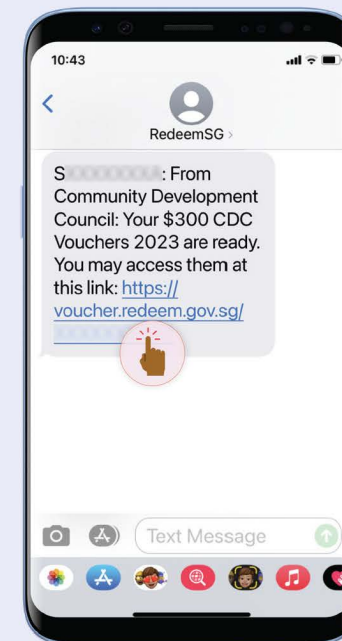 10:43
RedeemSG
S : From
Community Development
Council: Your $300 CDC
Vouchers 2023 are ready.
You may access them at
this link: https://
voucher.redeem.gov.sg/
Text Message